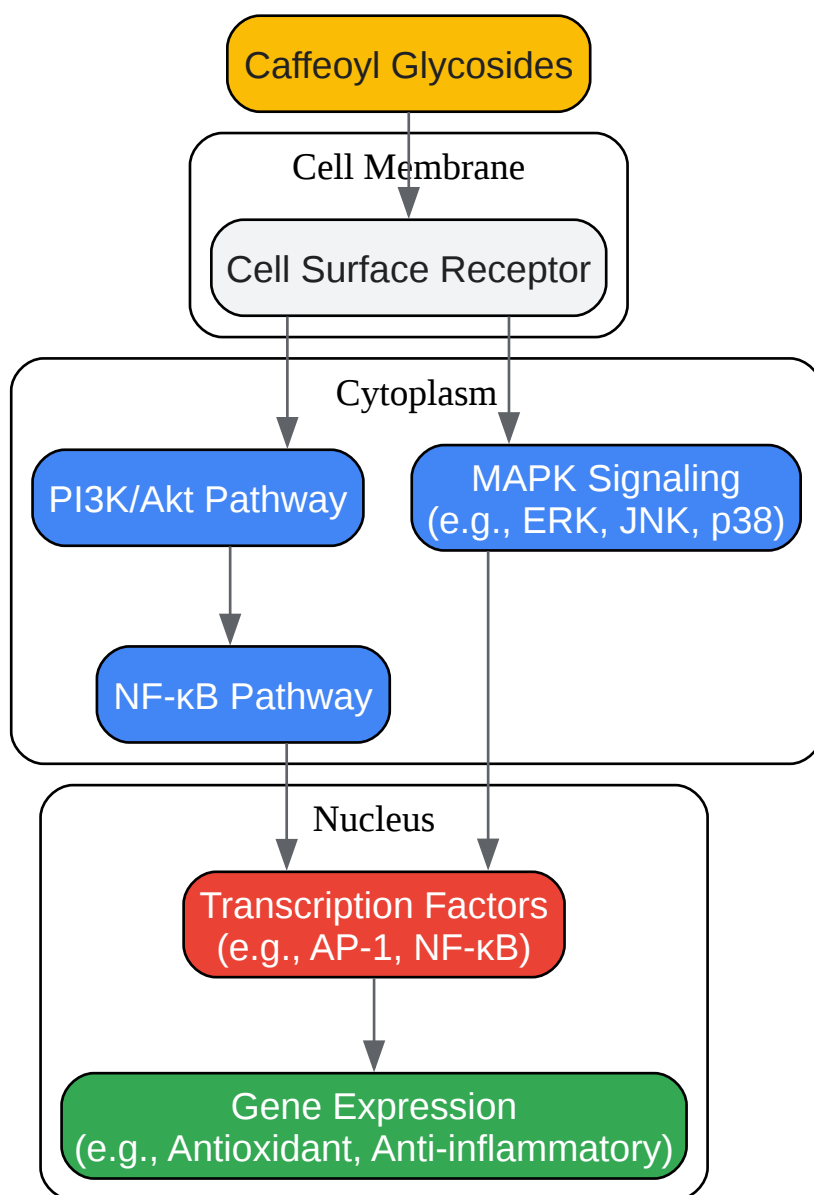 Caffeoyl Glycosides
Cell Membrane
Cell Surface Receptor
Cytoplasm
PI3K/Akt Pathway
MAPK Signaling
(e.g., ERK, JNK, p38)
NF-κB Pathway
Nucleus
Transcription Factors
(e.g., AP-1, NF-κB)
Gene Expression
(e.g., Antioxidant, Anti-inflammatory)